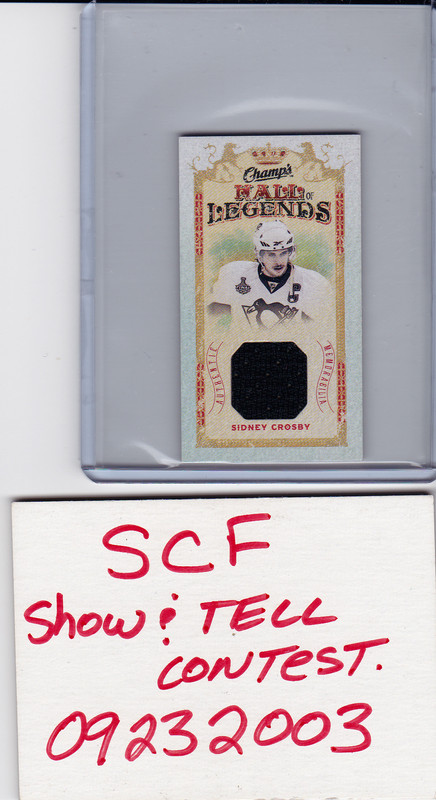 Champ's
HALL OF
LEGENDS
AUTHENTIC
MEMORABILIA
SIDNEY CROSBY
SCF
Show & TELL
CONTEST.
09232003